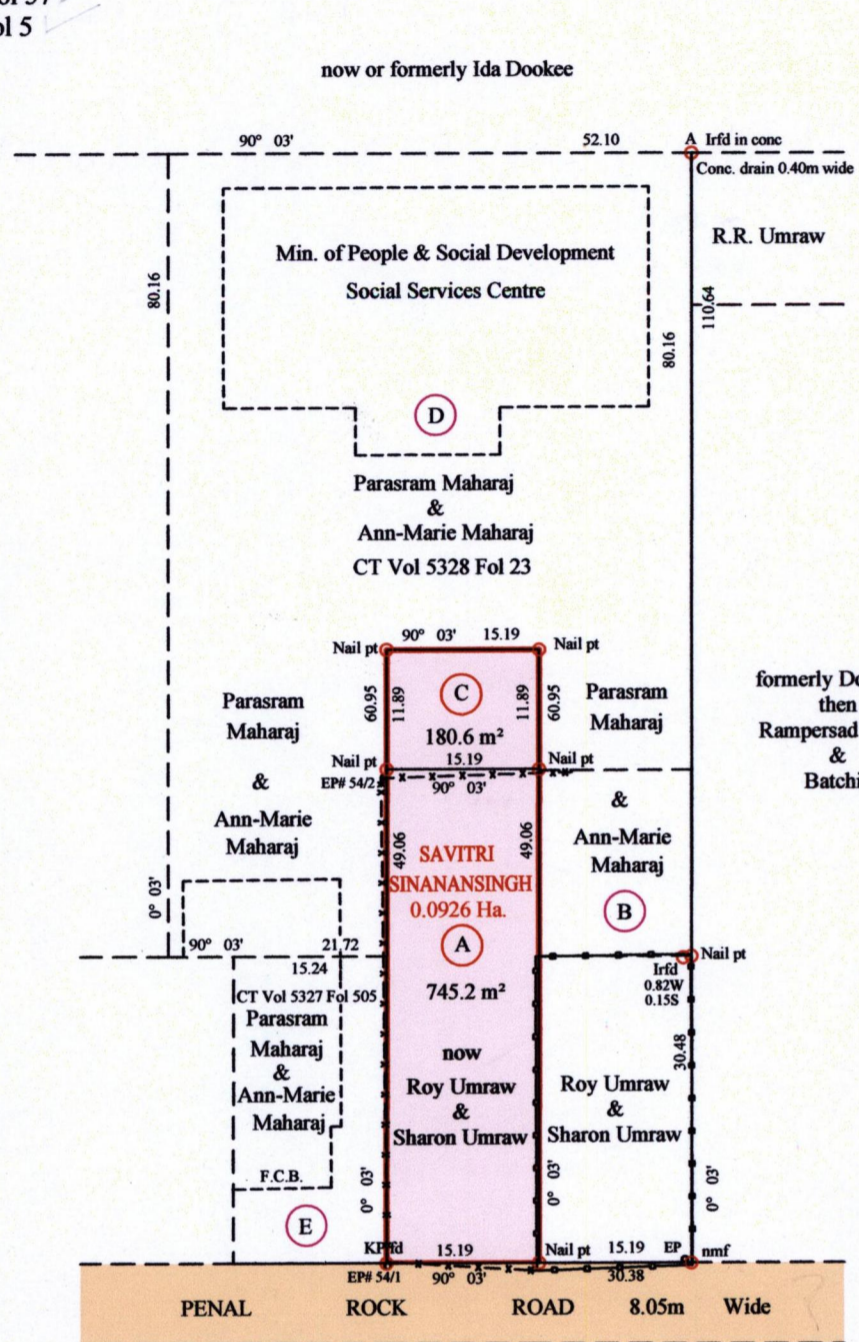 now or formerly Ida Dookee
90° 03'
52.10
A Irfd in conc
Conc. drain 0.40m wide
R.R. Umraw
Min. of People & Social Development
Social Services Centre
80.16
110.64
80.16
D
Parasram Maharaj
&
Ann-Marie Maharaj
CT Vol 5328 Fol 23
Nail pt
90° 03'
15.19
Nail pt
60.95
11.89
C
11.89
60.95
180.6 m²
Parasram
Maharaj
&
Ann-Marie
Maharaj
Parasram
Maharaj
&
Ann-Marie
Maharaj
B
formerly
then
Rampersad
&
Nail pt
15.19
Nail pt
EP# 54/2
90° 03'
49.06
49.06
SAVITRI
SINANANSINGH
0.0926 Ha.
A
745.2 m²
now
Roy Umraw
&
Sharon Umraw
0° 03'
90° 03'
21.72
15.24
CT Vol 5327 Fol 505
Parasram
Maharaj
&
Ann-Marie
Maharaj
F.C.B.
E
0° 03'
Nail pt
Irfd
0.82W
0.15S
30.48
Roy Umraw
&
Sharon Umraw
0° 03'
0° 03'
KP fd
15.19
Nail pt
15.19
EP
nmf
EP# 54/1
90° 03'
30.38
PENAL ROCK ROAD 8.05m Wide